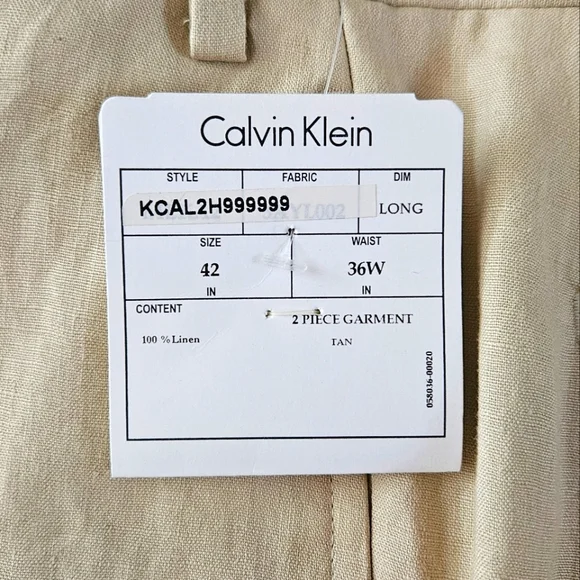 Calvin Klein
STYLE FABRIC DIM
KCAL2H999999 LONG
SIZE WAIST
42 36W
IN IN
CONTENT
2 PIECE GARMENT
100 % Linen TAN
058036-00020